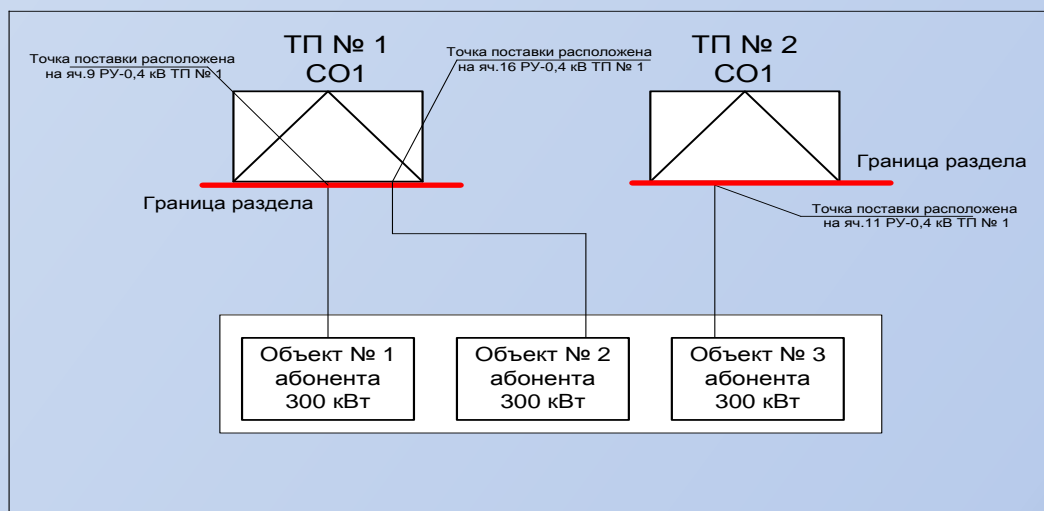 ТП № 1
СО1
Точка поставки расположена
на яч.9 РУ-0,4 кВ ТП № 1
Точка поставки расположена
на яч.16 РУ-0,4 кВ ТП № 1
ТП № 2
СО1
Граница раздела
Граница раздела
Точка поставки расположена
на яч.11 РУ-0,4 кВ ТП № 1
Объект № 1
абонента
300 кВт
Объект № 2
абонента
300 кВт
Объект № 3
абонента
300 кВт